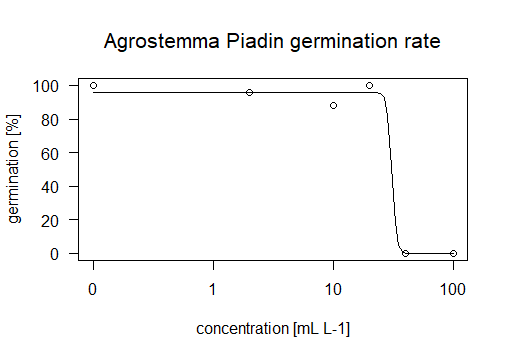 Agrostemma Piadin germination rate
germination [%]
100
80
60
40
20
0
0 1 10 100
concentration [mL L-1]